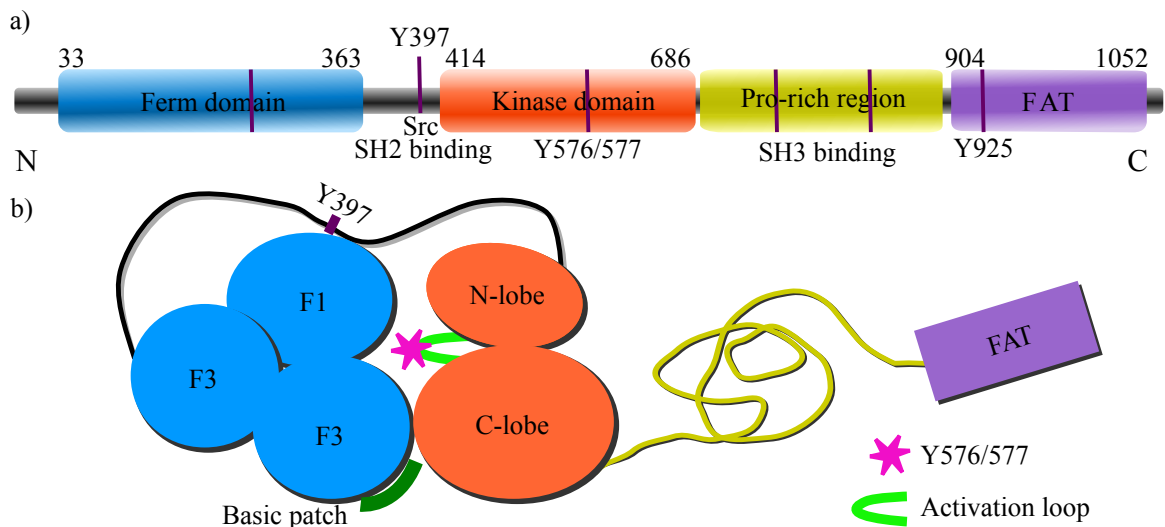 a)
Y397
33
363
414
686
904
1052
Ferm domain
Kinase domain
Pro-rich region
FAT
Src
SH2 binding
Y576/577
SH3 binding
Y925
N
C
b)
Y397
F1
N-lobe
F3
F3
C-lobe
FAT
Basic patch
Y576/577
Activation loop